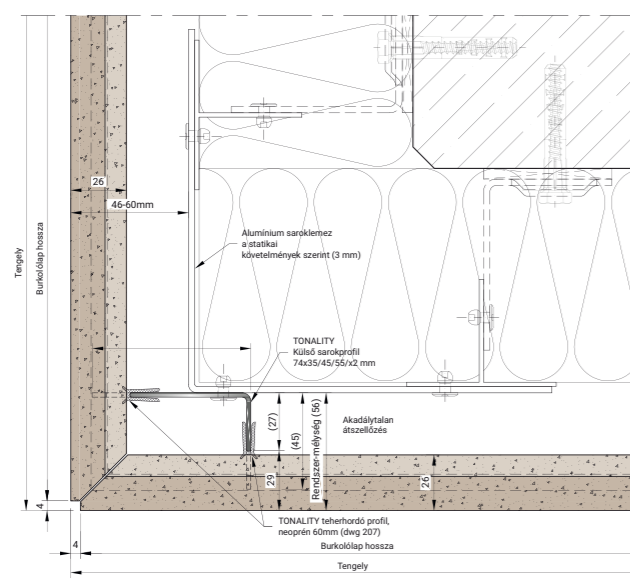 26
46-60mm
Tengely
Burkolólap hossza
Alumínium saroklemez
a statikai
követelmények szerint (3 mm)
TONALITY
Külső sarokprofil
74x35/45/55/x2 mm
(27)
(45)
Rendszer-mélység (56)
Akadálytalan
átszellőzés
29
26
4
TONALITY teherhordó profil,
neoprén 60mm (dwg 207)
4
Burkolólap hossza
Tengely